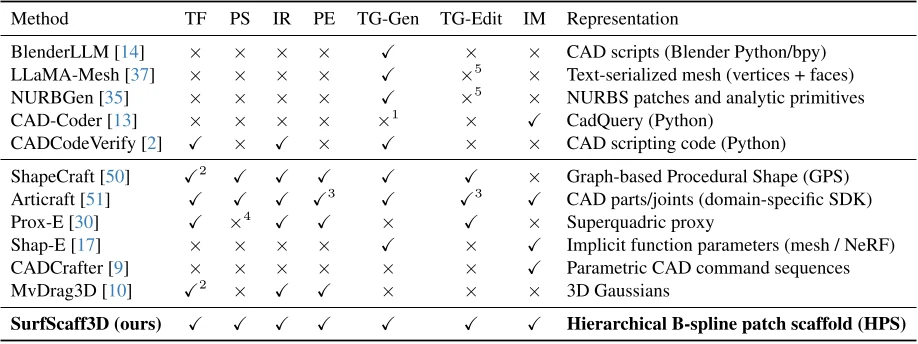 Method TF PS IR PE TG-Gen TG-Edit IM Representation
BlenderLLM [14] × × × × ✓ × × CAD scripts (Blender Python/bpy)
LLaMA-Mesh [37] × × × × ✓ ×5 × Text-serialized mesh (vertices + faces)
NURBGen [35] × × × × ✓ ×5 × NURBS patches and analytic primitives
CAD-Coder [13] × × × × ×1 × ✓ CadQuery (Python)
CADCodeVerify [2] ✓ × ✓ × ✓ × × CAD scripting code (Python)
ShapeCraft [50] ✓2 ✓ ✓ ✓ ✓ ✓ × Graph-based Procedural Shape (GPS)
Articraft [51] ✓ ✓ ✓ ✓3 ✓ ✓3 ✓ CAD parts/joints (domain-specific SDK)
Prox-E [30] ✓ ×4 ✓ ✓ × ✓ × Superquadric proxy
Shap-E [17] × × × × ✓ × ✓ Implicit function parameters (mesh / NeRF)
CADCrafter [9] × × × × × × ✓ Parametric CAD command sequences
MvDrag3D [10] ✓2 × ✓ ✓ × × × 3D Gaussians
SurfScaff3D (ours) ✓ ✓ ✓ ✓ ✓ ✓ ✓ Hierarchical B-spline patch scaffold (HPS)